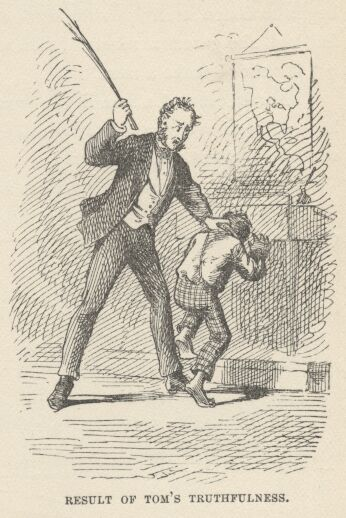 RESULT OF TOM'S TRUTHFULNESS.